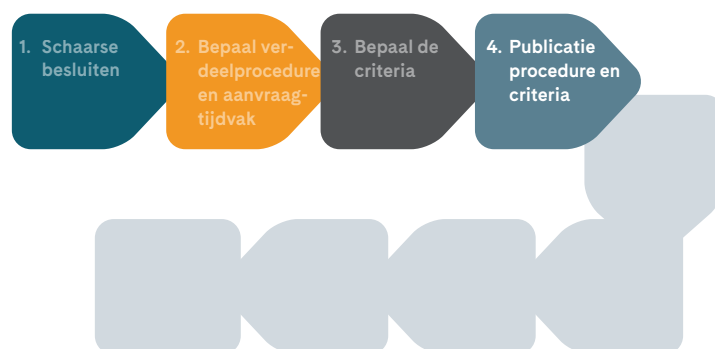 1. Schaarse
besluiten
2. Bepaal ver-
deelprocedure
en aanvraag-
tijdvak
3. Bepaal de
criteria
4. Publicatie
procedure en
criteria